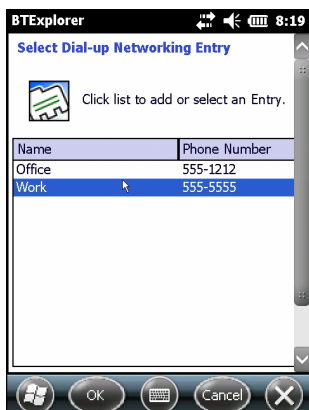 BTExplorer 8:19
Select Dial-up Networking Entry
Click list to add or select an Entry.
Name Phone Number
Office 555-1212
Work 555-5555
OK Cancel